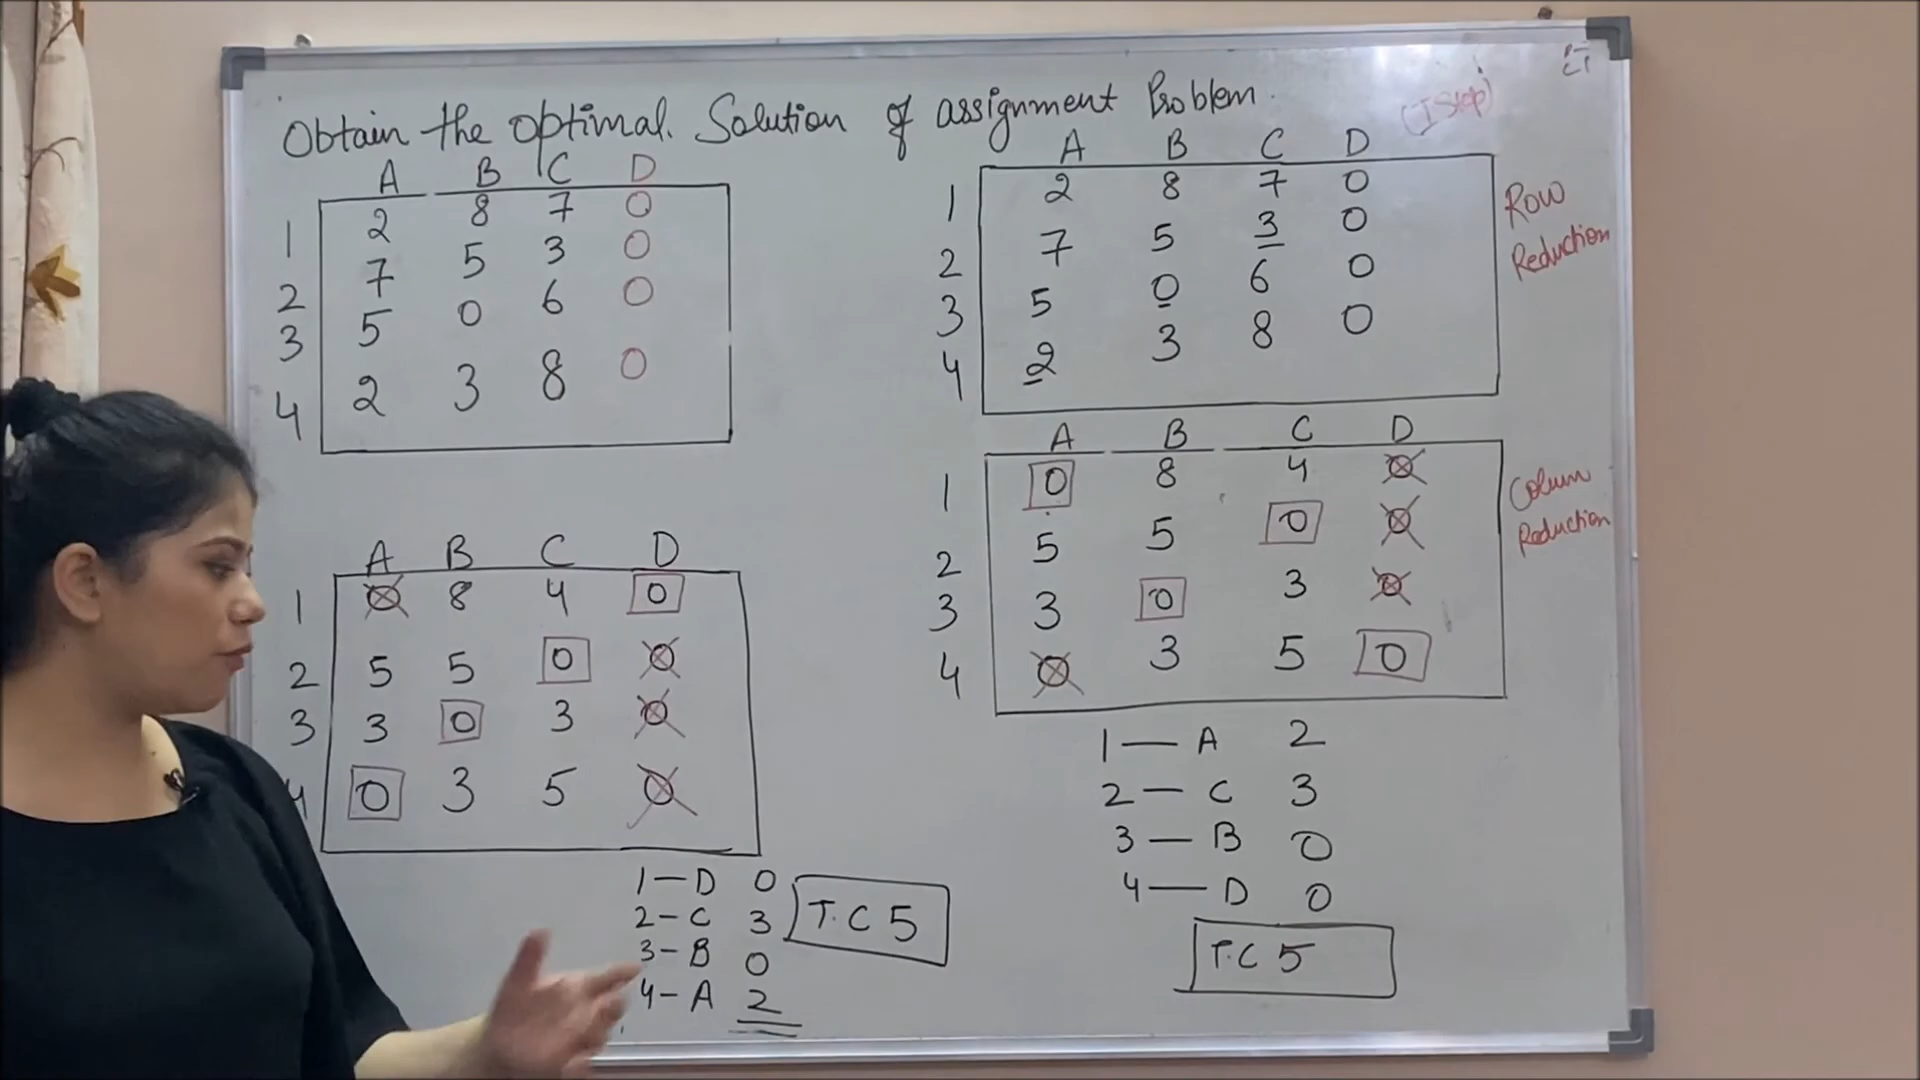 Obtain the optimal. Solution of assignment Problem.
(I Step)
A B C D
1 2 8 7 0
2 7 5 3 0
3 5 0 6 0
4 2 3 8 0
A B C D
1 2 8 7 0
2 7 5 3 0
3 5 0 6 0
4 2 3 8 0
Row
Reduction
A B C D
1 0 8 4 0
2 5 5 0 0
3 3 0 3 0
4 0 3 5 0
Colum
Reduction
1 — A 2
2 — C 3
3 — B 0
4 — D 0
T.C 5
A B C D
1 0 8 4 0
2 5 5 0 0
3 3 0 3 0
4 0 3 5 0
1 — D 0
2 - C 3
3 - B 0
4 - A 2
T.C 5